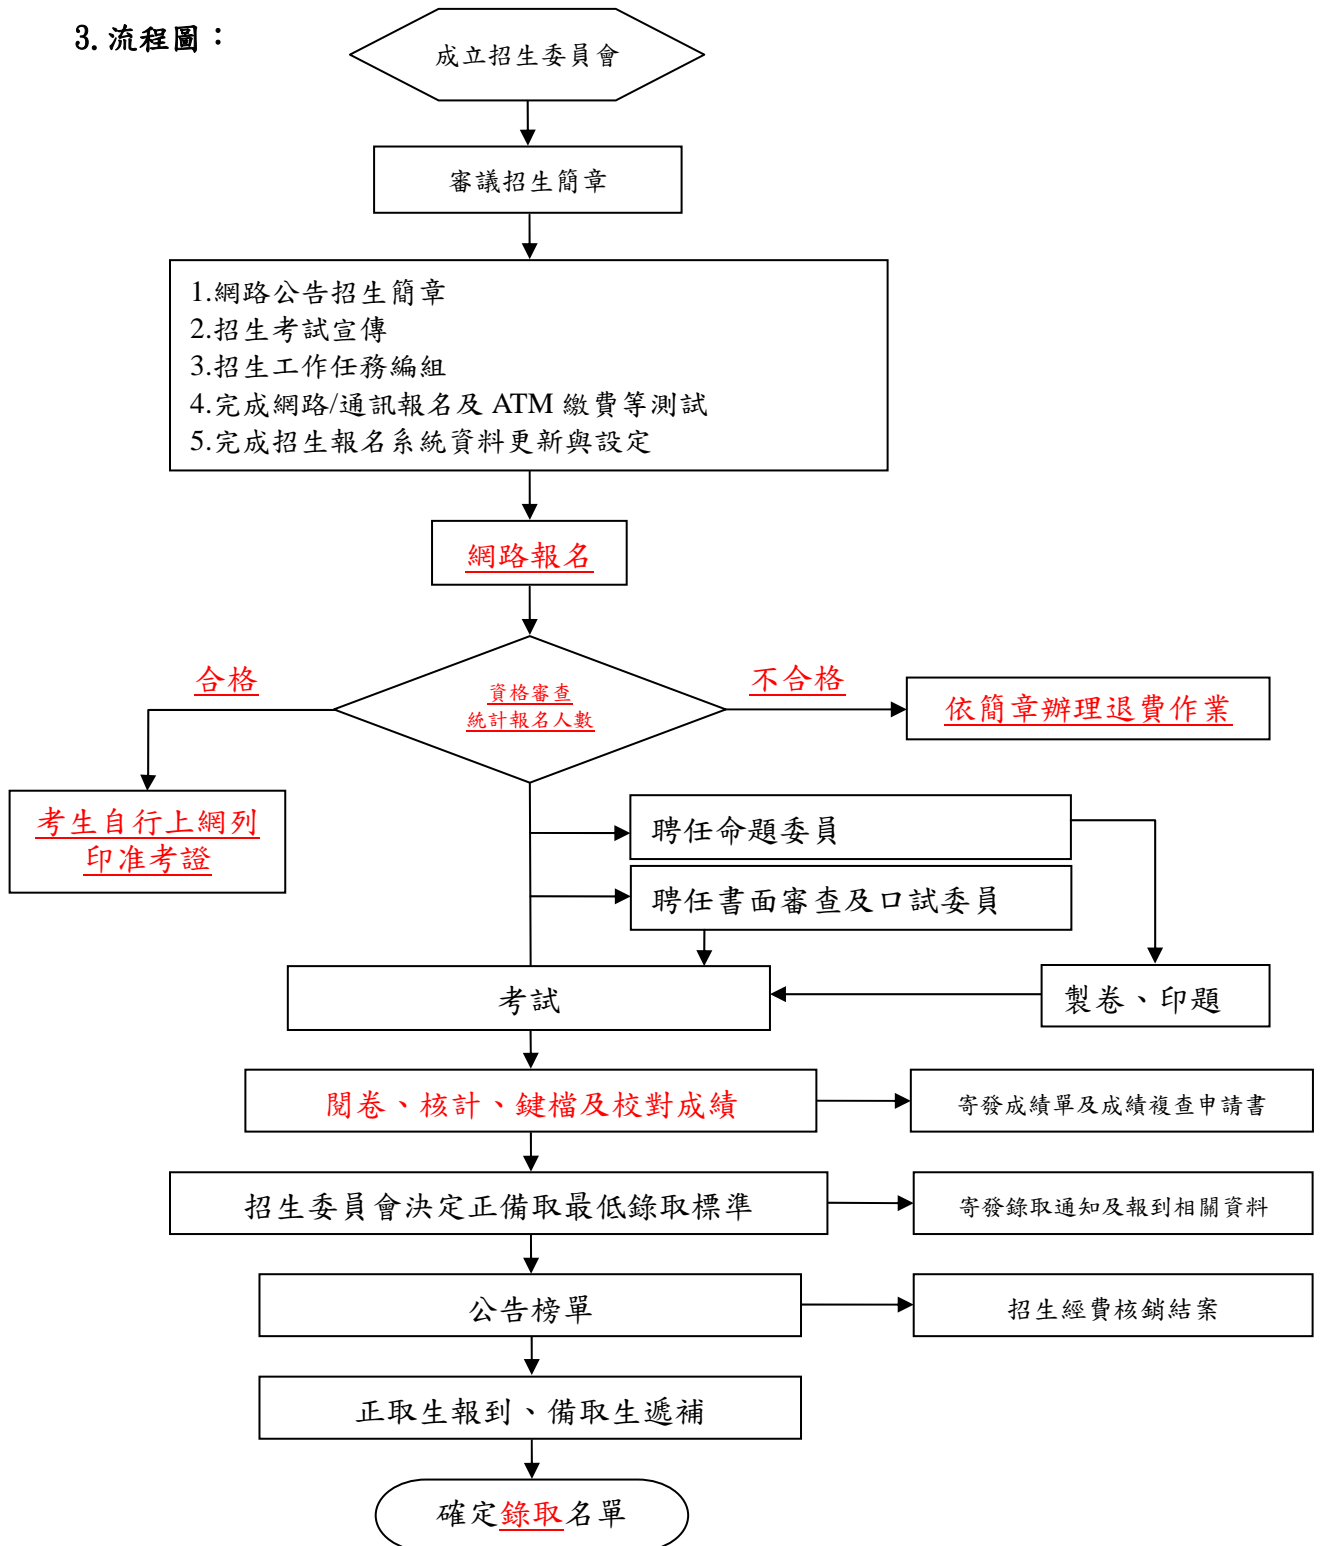 3.流程圖：
成立招生委員會
審議招生簡章
1.網路公告招生簡章
2.招生考試宣傳
3.招生工作任務編組
4.完成網路/通訊報名及 ATM 繳費等測試
5.完成招生報名系統資料更新與設定
網路報名
合格
資格審查
統計報名人數
不合格
依簡章辦理退費作業
考生自行上網列
印准考證
聘任命題委員
聘任書面審查及口試委員
考試
製卷、印題
閱卷、核計、鍵檔及校對成績
寄發成績單及成績複查申請書
招生委員會決定正備取最低錄取標準
寄發錄取通知及報到相關資料
公告榜單
招生經費核銷結案
正取生報到、備取生遞補
確定錄取名單